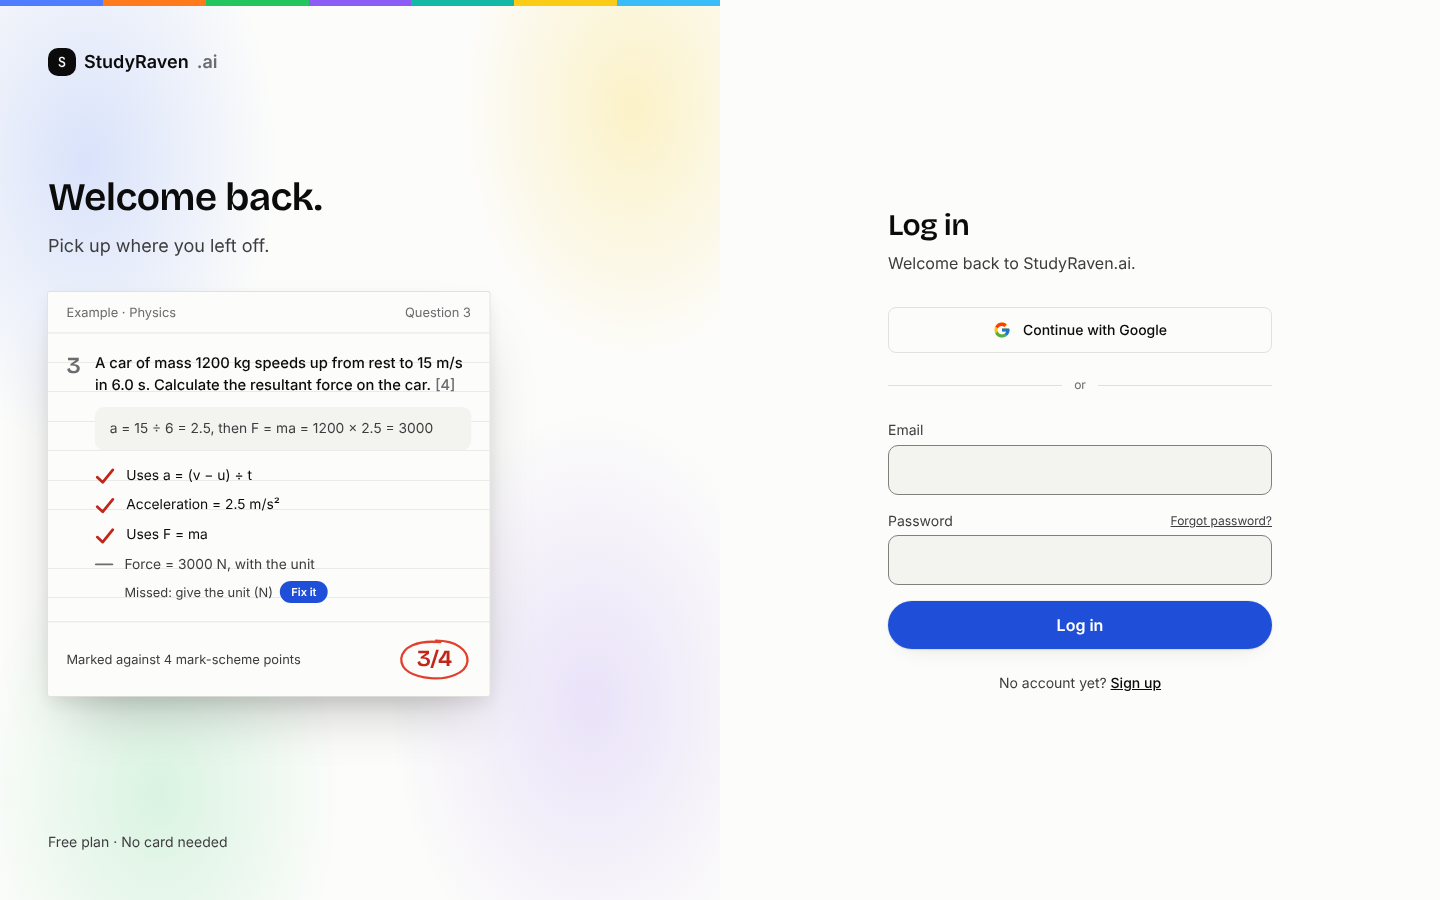 S StudyRaven .ai
Welcome back.
Pick up where you left off.
Example · Physics Question 3
3 A car of mass 1200 kg speeds up from rest to 15 m/s
in 6.0 s. Calculate the resultant force on the car. [4]
a = 15 ÷ 6 = 2.5, then F = ma = 1200 × 2.5 = 3000
Uses a = (v − u) ÷ t
Acceleration = 2.5 m/s²
Uses F = ma
— Force = 3000 N, with the unit
Missed: give the unit (N) Fix it
Marked against 4 mark-scheme points 3/4
Free plan · No card needed
Log in
Welcome back to StudyRaven.ai.
Continue with Google
or
Email
Password Forgot password?
Log in
No account yet? Sign up